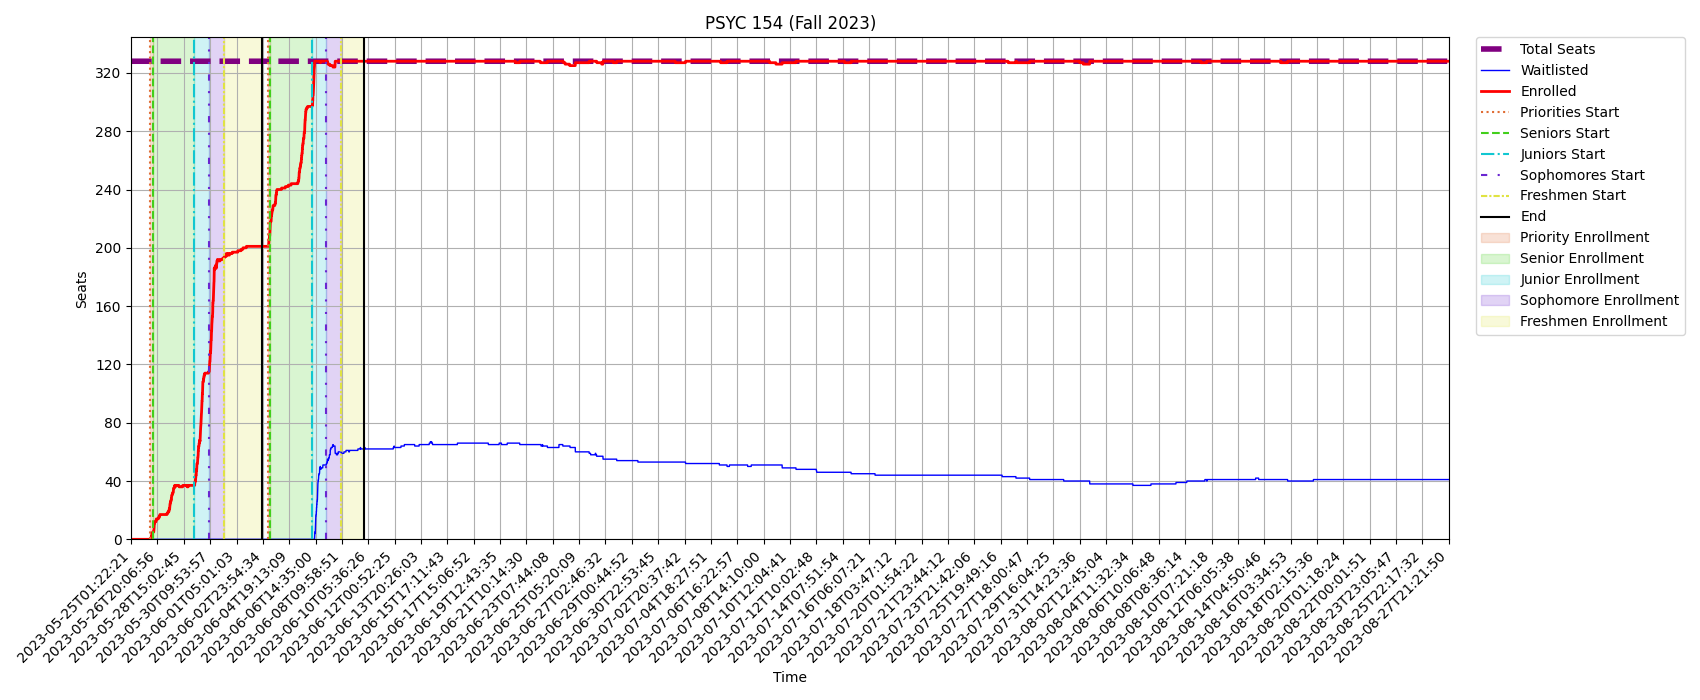 PSYC 154 (Fall 2023)
Seats
320
280
240
200
160
120
80
40
0
2023-05-25T01:22:21
2023-05-26T20:06:56
2023-05-28T15:02:45
2023-05-30T09:53:57
2023-06-01T05:01:03
2023-06-02T23:54:34
2023-06-04T19:13:09
2023-06-06T14:35:00
2023-06-08T09:58:51
2023-06-10T05:36:26
2023-06-12T00:52:25
2023-06-13T20:26:03
2023-06-15T17:11:43
2023-06-17T15:06:52
2023-06-19T12:43:35
2023-06-21T10:14:30
2023-06-23T07:44:08
2023-06-25T05:20:09
2023-06-27T02:46:32
2023-06-29T00:44:52
2023-06-30T22:53:45
2023-07-02T20:37:42
2023-07-04T18:27:51
2023-07-06T16:22:57
2023-07-08T14:10:00
2023-07-10T12:04:41
2023-07-12T10:02:48
2023-07-14T07:51:54
2023-07-16T06:07:21
2023-07-18T03:47:12
2023-07-20T01:54:22
2023-07-21T23:44:12
2023-07-23T21:42:06
2023-07-25T19:49:16
2023-07-27T18:00:47
2023-07-29T16:04:25
2023-07-31T14:23:36
2023-08-02T12:45:04
2023-08-04T11:32:34
2023-08-06T10:06:48
2023-08-08T08:36:14
2023-08-10T07:21:18
2023-08-12T06:05:38
2023-08-14T04:50:46
2023-08-16T03:34:53
2023-08-18T02:15:36
2023-08-20T01:18:24
2023-08-22T00:01:51
2023-08-23T23:05:47
2023-08-25T22:17:32
2023-08-27T21:21:50
Time
Total Seats
Waitlisted
Enrolled
Priorities Start
Seniors Start
Juniors Start
Sophomores Start
Freshmen Start
End
Priority Enrollment
Senior Enrollment
Junior Enrollment
Sophomore Enrollment
Freshmen Enrollment